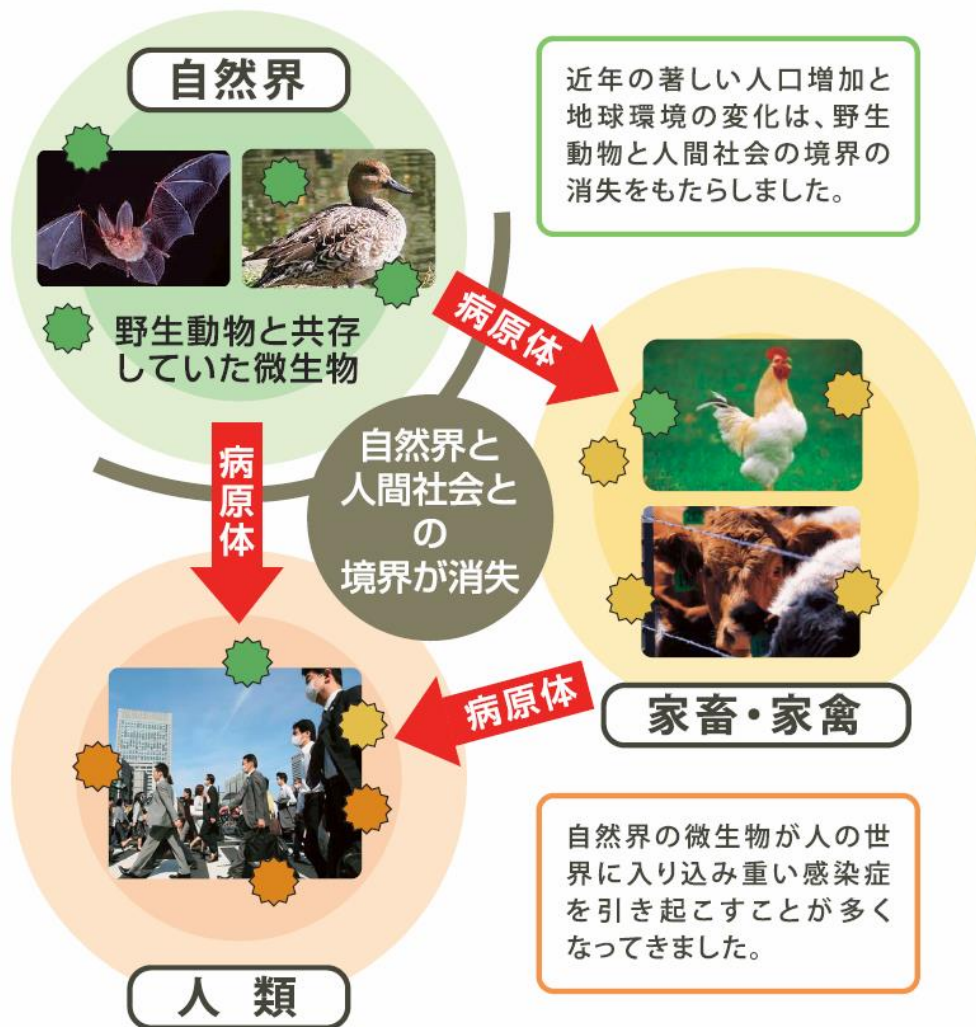 自然界
近年の著しい人口増加と
地球環境の変化は、野生
動物と人間社会の境界の
消失をもたらしました。
野生動物と共存
していた微生物
病原体
病原体
自然界と
人間社会と
の
境界が消失
病原体
家畜・家禽
自然界の微生物が人の世
界に入り込み重い感染症
を引き起こすことが多く
なってきました。
人類